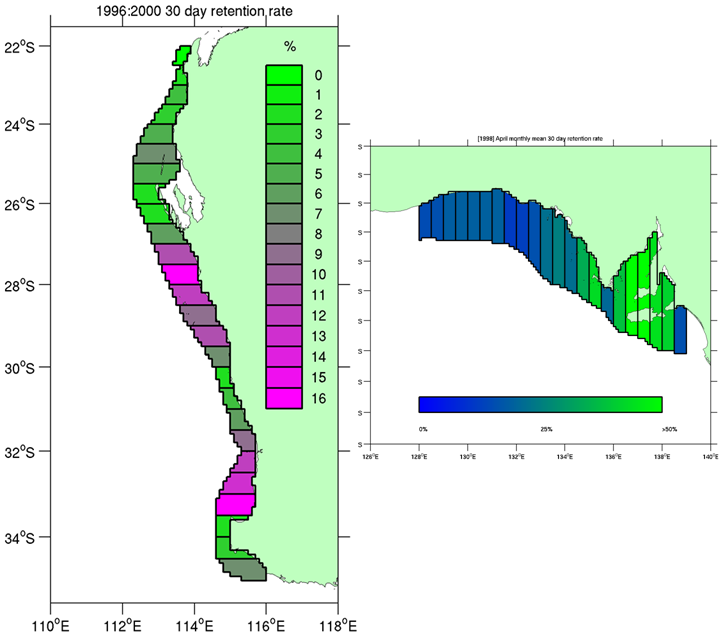 1996:2000 30 day retention rate
22°S
24°S
26°S
28°S
30°S
32°S
34°S
110°E 112°E 114°E 116°E 118°E
%
0
1
2
3
4
5
6
7
8
9
10
11
12
13
14
15
16
[1998] April monthly mean 30 day retention rate
S
S
S
S
S
S
S
S
S
S
S
0% 25% >50%
126°E 128°E 130°E 132°E 134°E 136°E 138°E 140°E